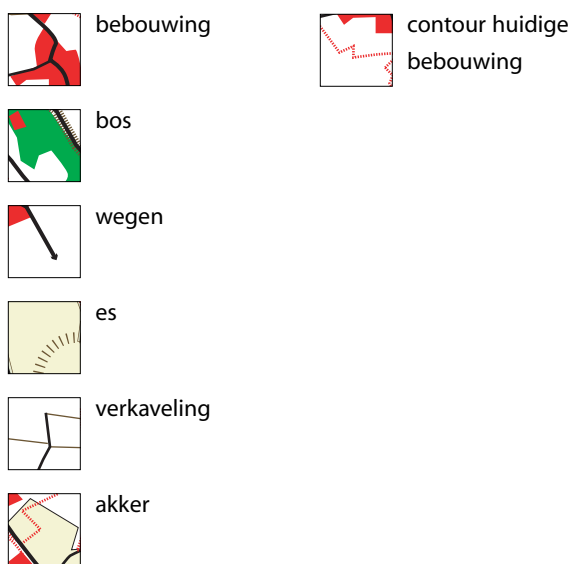 bebouwing
bos
wegen
es
verkaveling
akker
contour huidige
bebouwing